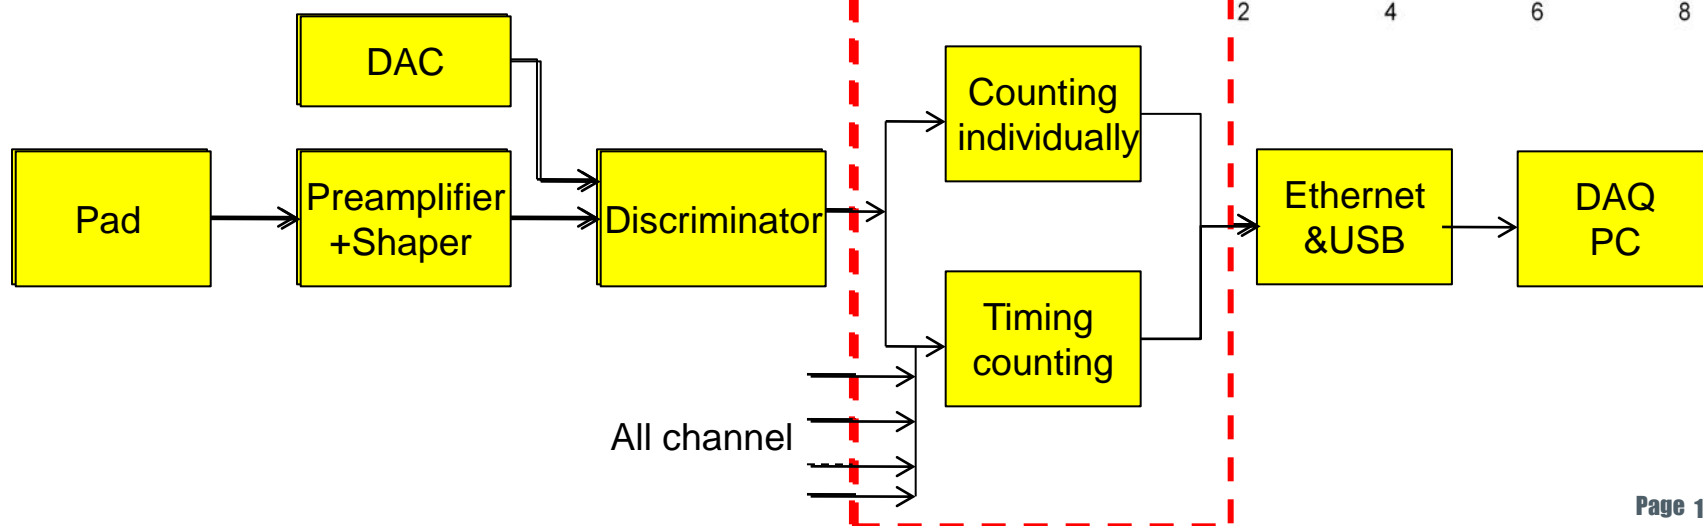 2 4 6 8
DAC
Counting
individually
Pad
Preamplifier
+Shaper
Discriminator
Ethernet
&USB
DAQ
PC
Timing
counting
All channel
Page 1